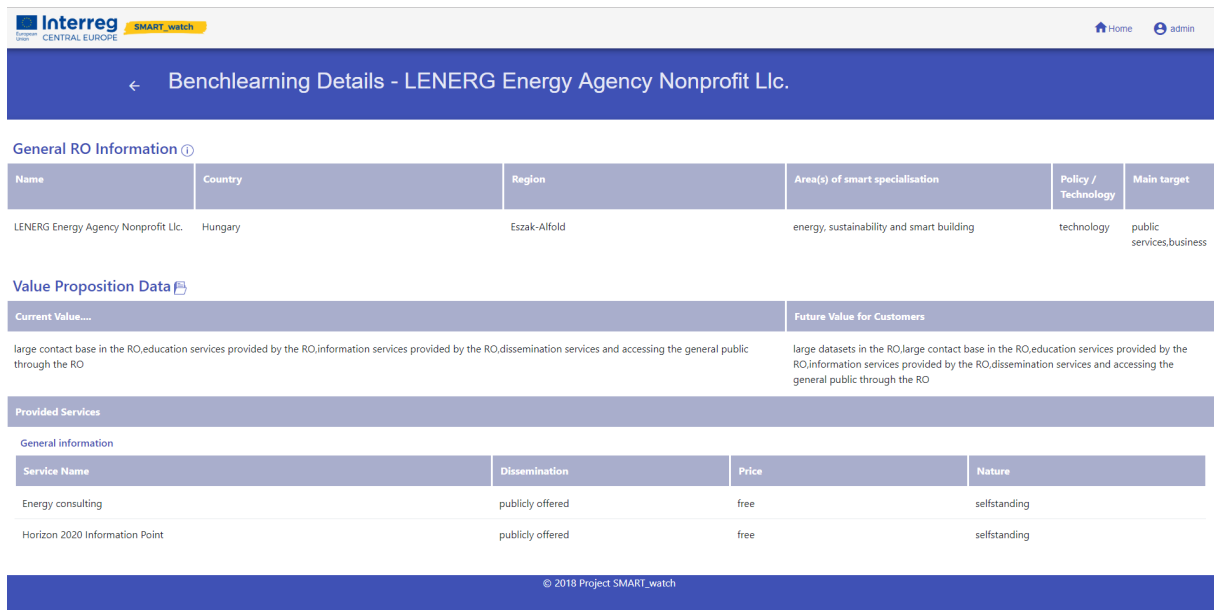 Interreg
European
Union
CENTRAL EUROPE
SMART_watch
Home
admin
← Benchlearning Details - LENERG Energy Agency Nonprofit Llc.
General RO Information
Name Country Region Area(s) of smart specialisation Policy / Technology Main target
LENERG Energy Agency Nonprofit Llc. Hungary Eszak-Alfold energy, sustainability and smart building technology public services,business
Value Proposition Data
Current Value.... Future Value for Customers
large contact base in the RO,education services provided by the RO,information services provided by the RO,dissemination services and accessing the general public
through the RO
large datasets in the RO,large contact base in the RO,education services provided by the
RO,information services provided by the RO,dissemination services and accessing the
general public through the RO
Provided Services
General information
Service Name Dissemination Price Nature
Energy consulting publicly offered free selfstanding
Horizon 2020 Information Point publicly offered free selfstanding
© 2018 Project SMART_watch